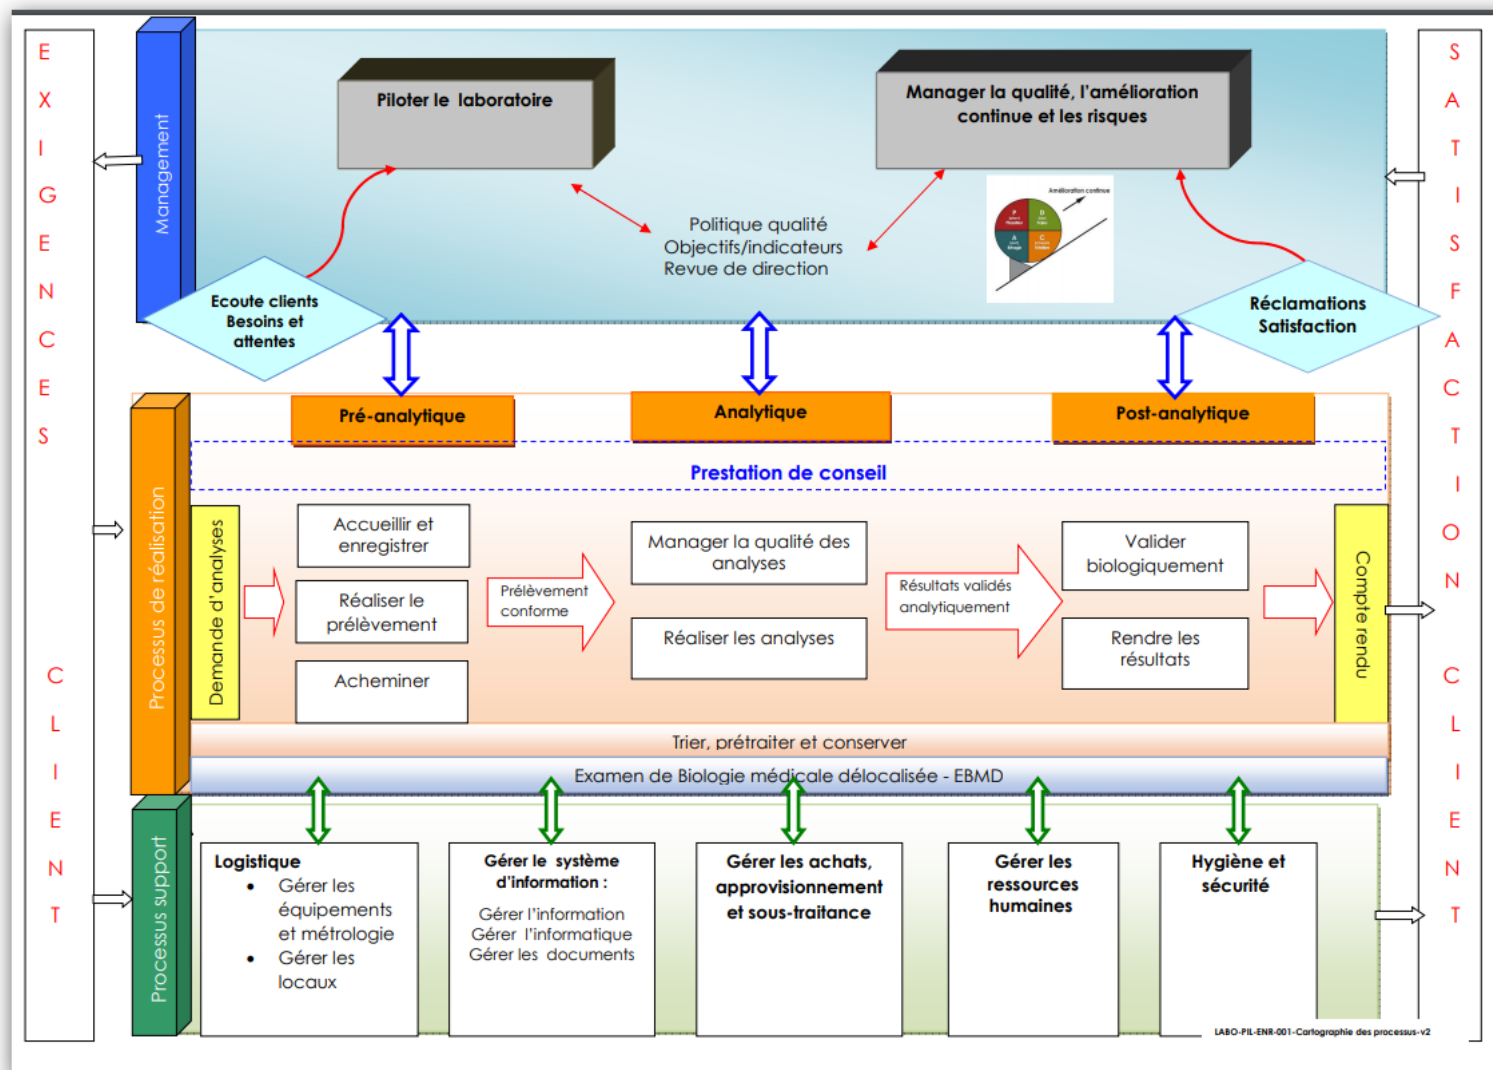 EXIGENCES CLIENT
Management
Piloter le laboratoire
Manager la qualité, l'amélioration
continue et les risques
Politique qualité
Objectifs/indicateurs
Revue de direction
Amélioration continue
P
D
A
C
Ecoute clients
Besoins et
attentes
Réclamations
Satisfaction
Processus de réalisation
Pré-analytique
Analytique
Post-analytique
Prestation de conseil
Demande d'analyses
Accueillir et
enregistrer
Réaliser le
prélèvement
Acheminer
Prélèvement
conforme
Manager la qualité des
analyses
Réaliser les analyses
Résultats validés
analytiquement
Valider
biologiquement
Rendre les
résultats
Compte rendu
Trier, prétraiter et conserver
Examen de Biologie médicale délocalisée - EBMD
Processus support
Logistique
• Gérer les
équipements
et métrologie
• Gérer les
locaux
Gérer le système
d'information :
Gérer l'information
Gérer l'informatique
Gérer les documents
Gérer les achats,
approvisionnement
et sous-traitance
Gérer les
ressources
humaines
Hygiène et
sécurité
SATISFACTION CLIENT
LABO-PIL-ENR-001-Cartographie des processus-v2